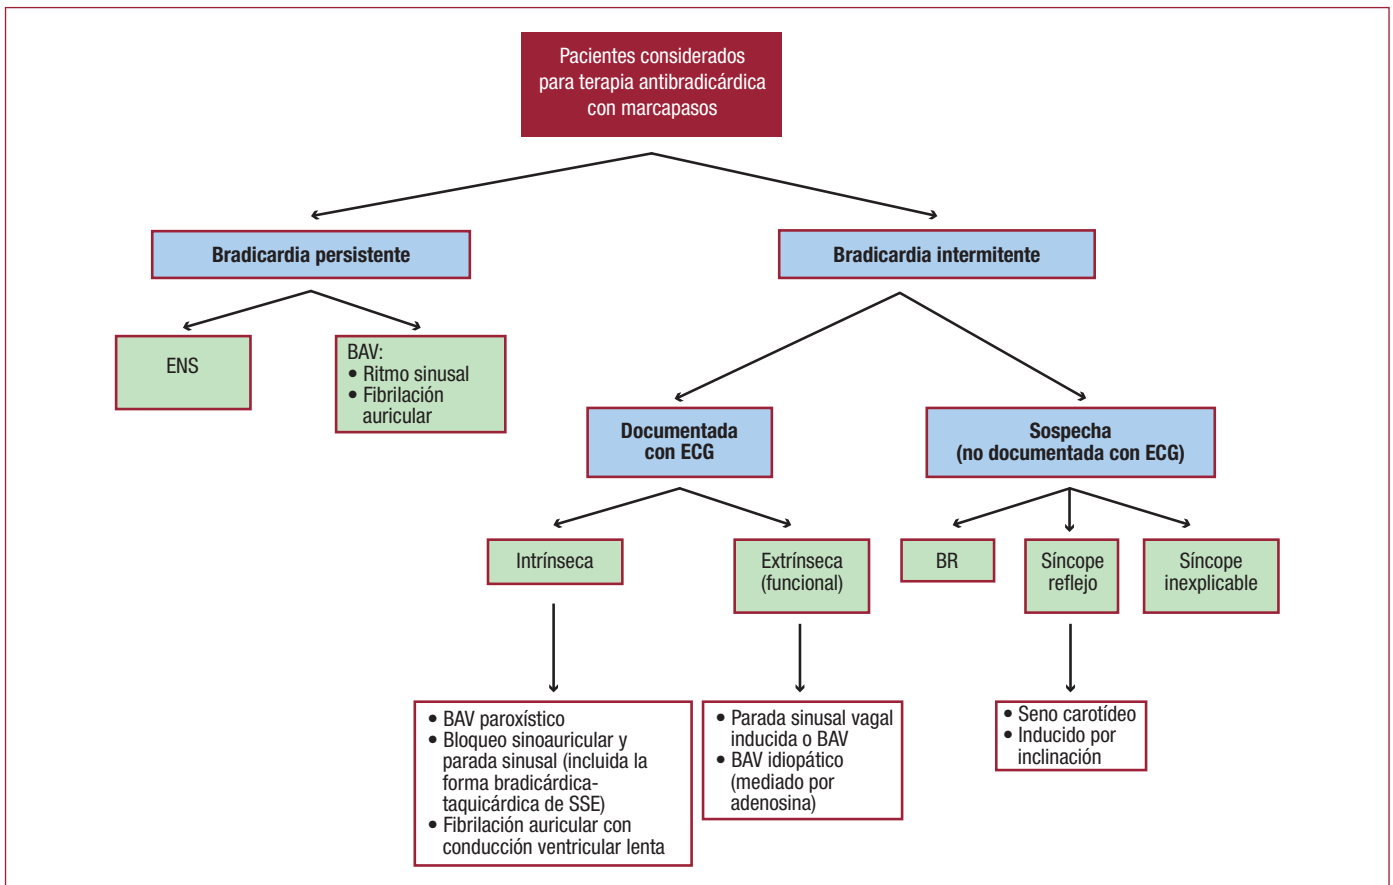 Pacientes considerados
para terapia antibradicárdica
con marcapasos
Bradicardia persistente
Bradicardia intermitente
ENS
BAV:
• Ritmo sinusal
• Fibrilación
auricular
Documentada
con ECG
Sospecha
(no documentada con ECG)
Intrínseca
Extrínseca
(funcional)
BR
Síncope
reflejo
Síncope
inexplicable
• BAV paroxístico
• Bloqueo sinoauricular y
parada sinusal (incluida la
forma bradicárdica-
taquicárdica de SSE)
• Fibrilación auricular con
conducción ventricular lenta
• Parada sinusal vagal
inducida o BAV
• BAV idiopático
(mediado por
adenosina)
• Seno carotídeo
• Inducido por
inclinación